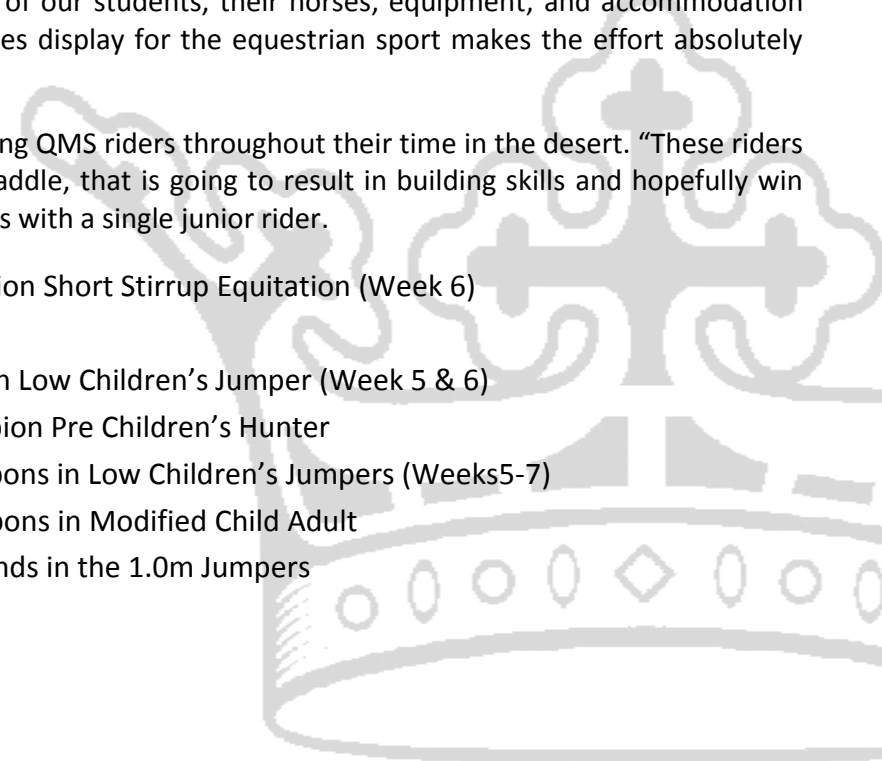 of our students, their horses, equipment, and accommodation
es display for the equestrian sport makes the effort absolutely
ng QMS riders throughout their time in the desert. “These riders
addle, that is going to result in building skills and hopefully win
s with a single junior rider.
ion Short Stirrup Equitation (Week 6)
n Low Children’s Jumper (Week 5 & 6)
pion Pre Children’s Hunter
bons in Low Children’s Jumpers (Weeks5-7)
bons in Modified Child Adult
nds in the 1.0m Jumpers